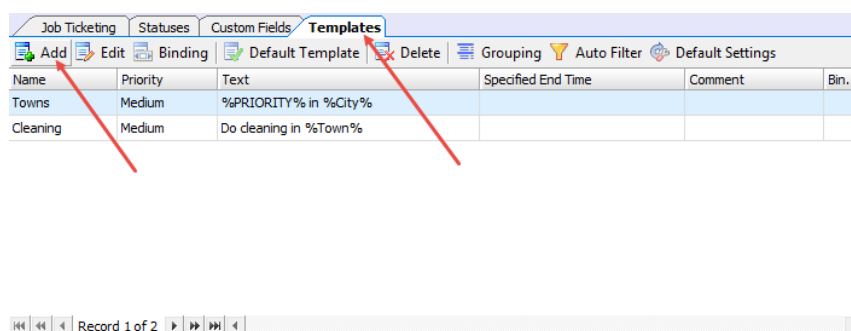 Job Ticketing Statuses Custom Fields Templates
Add Edit Binding Default Template Delete Grouping Auto Filter Default Settings
Name Priority Text Specified End Time Comment Bin.
Towns Medium %PRIORITY% in %City%
Cleaning Medium Do cleaning in %Town%
Record 1 of 2